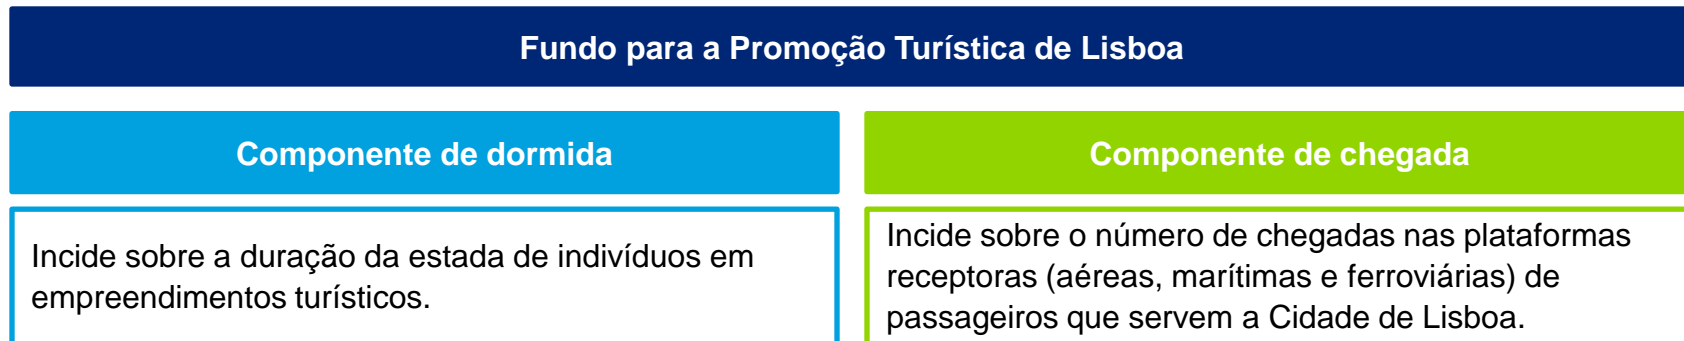 Fundo para a Promoção Turística de Lisboa
Componente de dormida
Componente de chegada
Incide sobre a duração da estada de indivíduos em
empreendimentos turísticos.
Incide sobre o número de chegadas nas plataformas
receptoras (aéreas, marítimas e ferroviárias) de
passageiros que servem a Cidade de Lisboa.